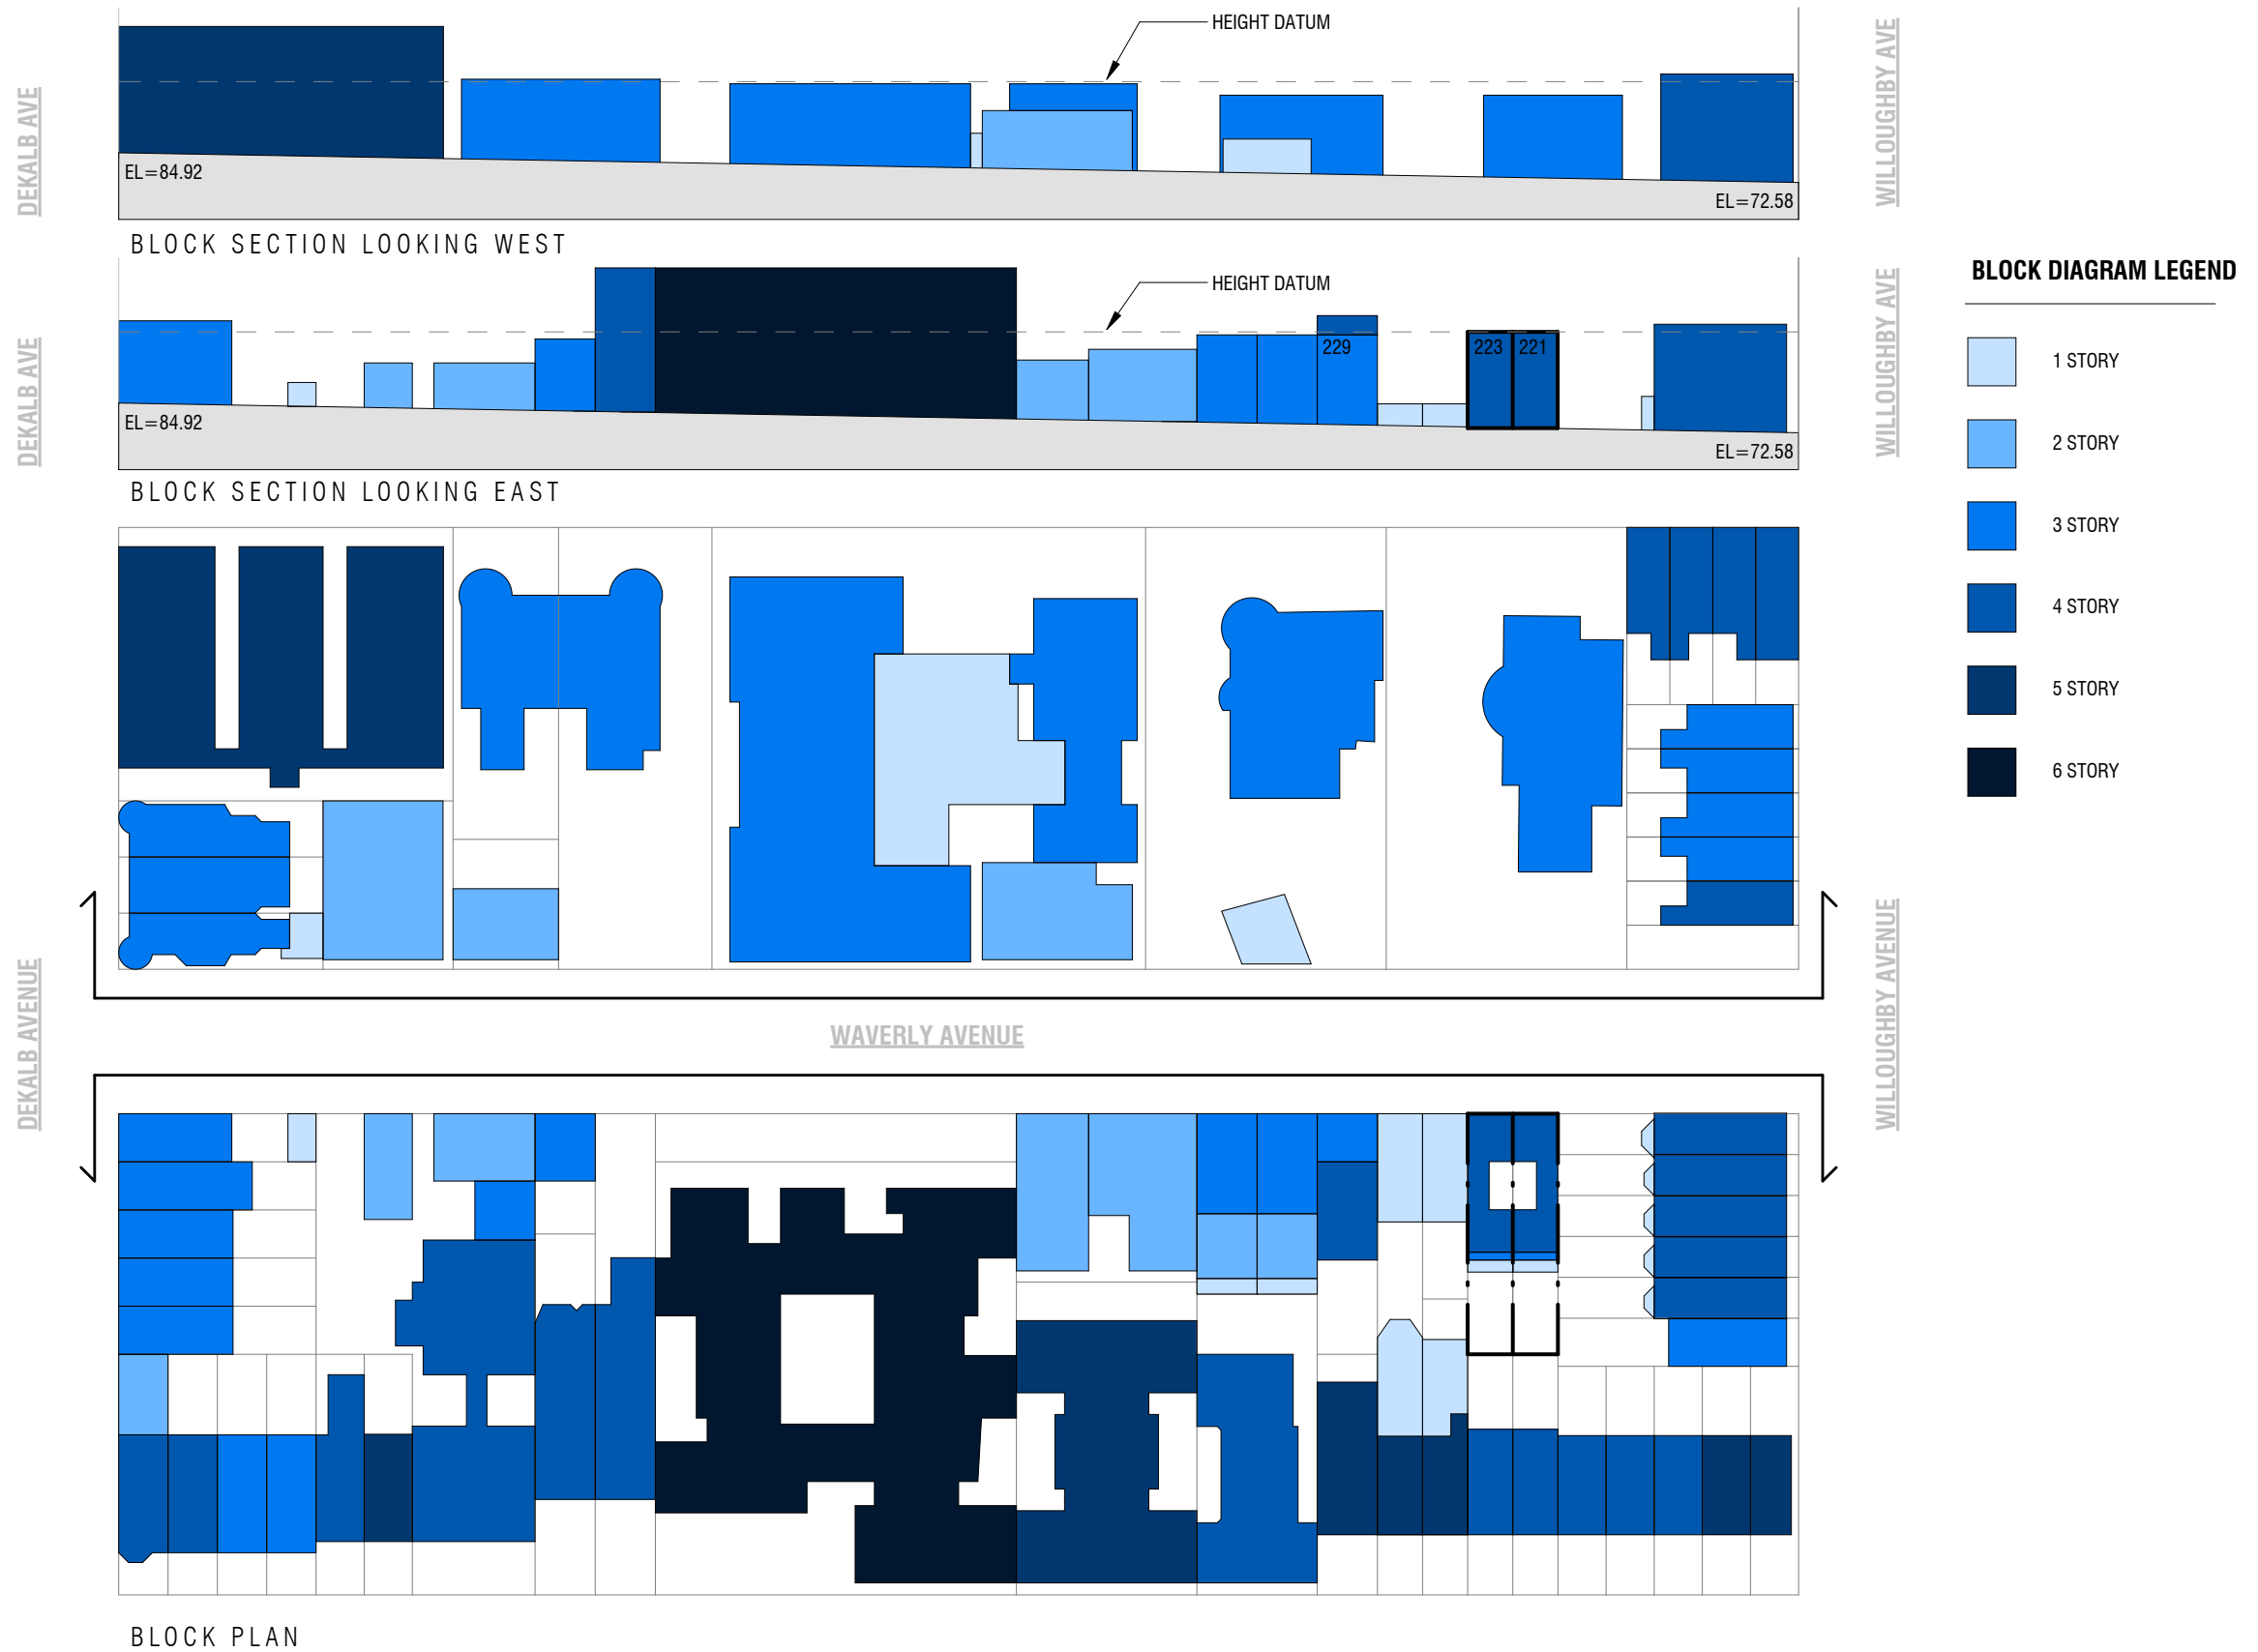 HEIGHT DATUM
DEKALB AVE
WILLOUGHBY AVE
EL=84.92
EL=72.58
BLOCK SECTION LOOKING WEST
HEIGHT DATUM
DEKALB AVE
WILLOUGHBY AVE
229
223
221
EL=84.92
EL=72.58
BLOCK SECTION LOOKING EAST
BLOCK DIAGRAM LEGEND
1 STORY
2 STORY
3 STORY
4 STORY
5 STORY
6 STORY
DEKALB AVENUE
WAVERLY AVENUE
WILLOUGHBY AVENUE
BLOCK PLAN